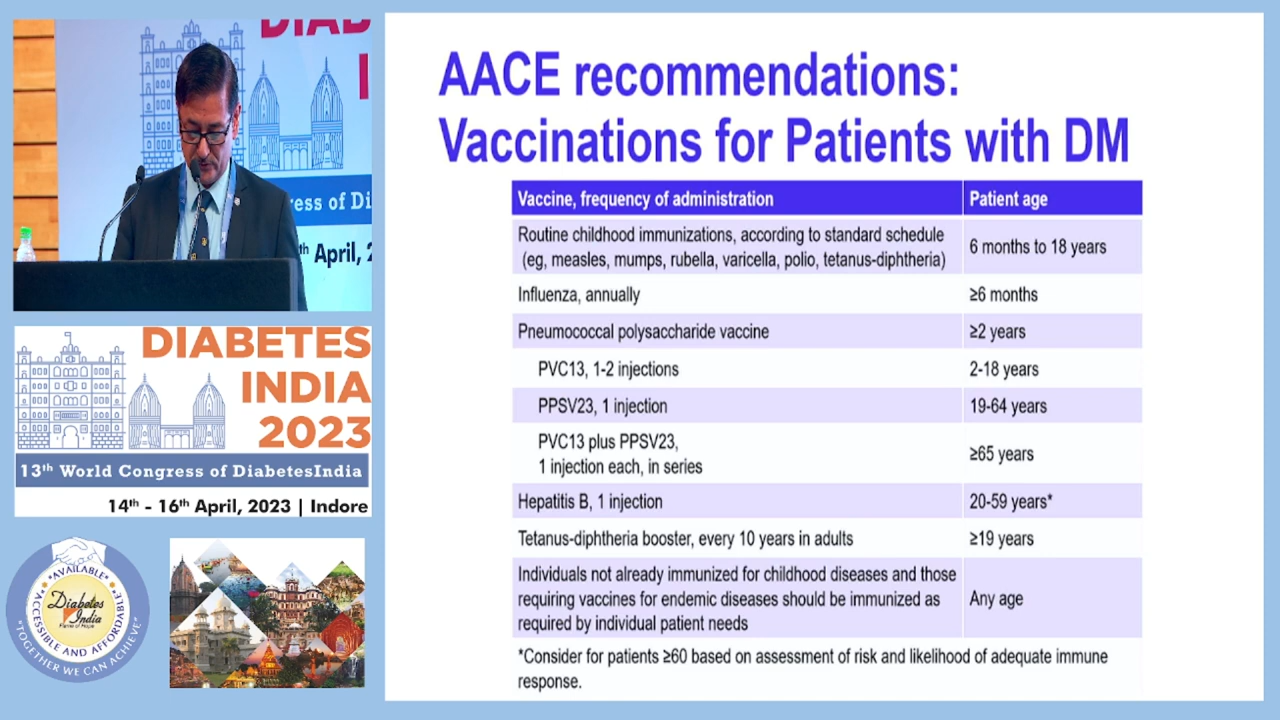 DIAB
I
ress of Di
th April, 2
DIABETES
INDIA
2023
13th World Congress of DiabetesIndia
14th - 16th April, 2023 | Indore
"AVAILABLE"
"ACCESSIBLE AND AFFORDABLE"
"TOGETHER WE CAN ACHIEVE"
Diabetes
India
Flame of Hope
AACE recommendations:
Vaccinations for Patients with DM
Vaccine, frequency of administration Patient age
Routine childhood immunizations, according to standard schedule
(eg, measles, mumps, rubella, varicella, polio, tetanus-diphtheria) 6 months to 18 years
Influenza, annually ≥6 months
Pneumococcal polysaccharide vaccine ≥2 years
PVC13, 1-2 injections 2-18 years
PPSV23, 1 injection 19-64 years
PVC13 plus PPSV23,
1 injection each, in series ≥65 years
Hepatitis B, 1 injection 20-59 years*
Tetanus-diphtheria booster, every 10 years in adults ≥19 years
Individuals not already immunized for childhood diseases and those
requiring vaccines for endemic diseases should be immunized as Any age
required by individual patient needs
*Consider for patients ≥60 based on assessment of risk and likelihood of adequate immune
response.